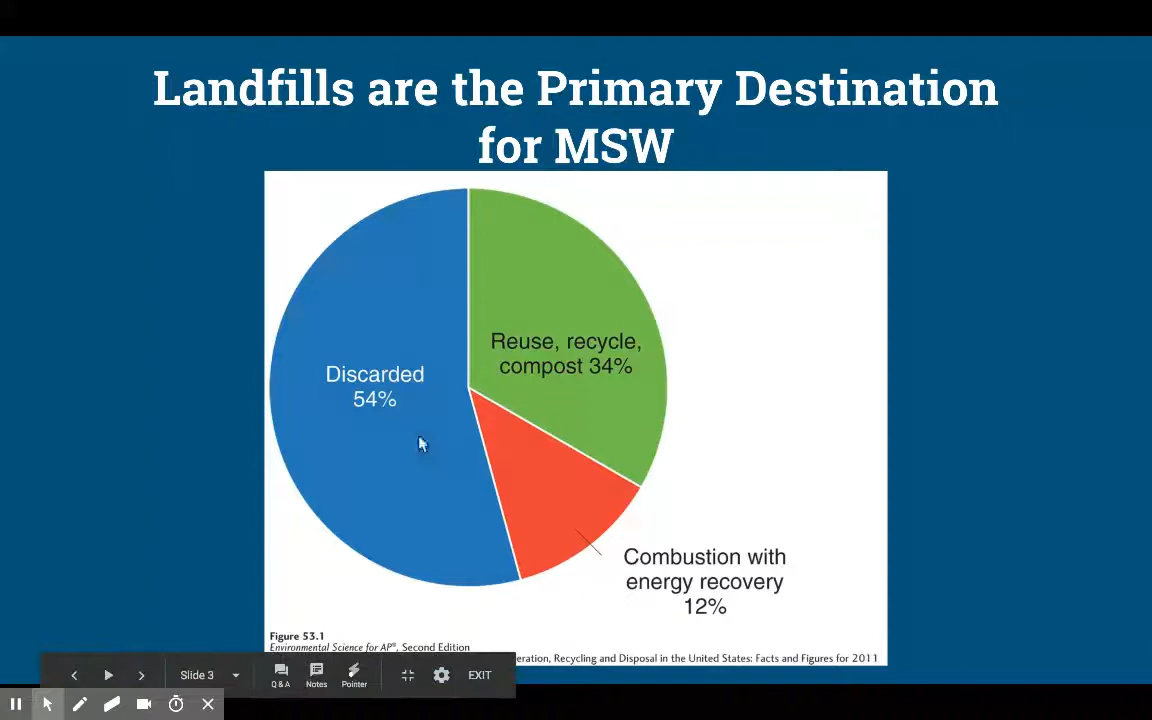 Landfills are the Primary Destination
for MSW
Reuse, recycle,
compost 34%
Discarded
54%
Combustion with
energy recovery
12%
Figure 53.1
Environmental Science for AP®, Second Edition
Recycling and Disposal in the United States: Facts and Figures for 2011
Slide 3
Q & A
Notes
Pointer
EXIT